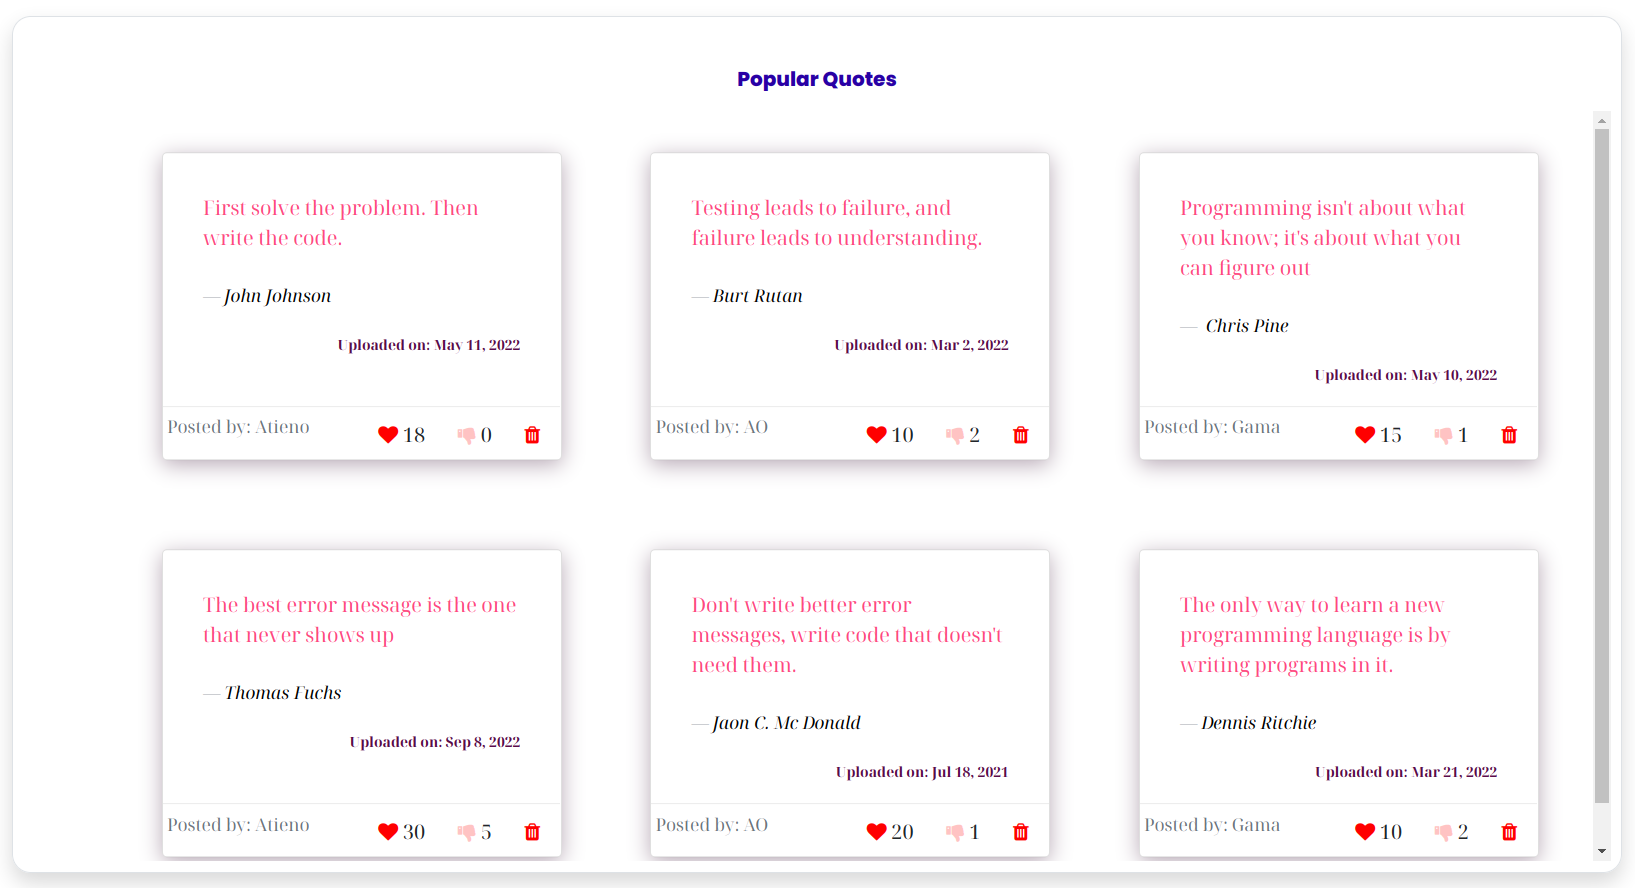 Popular Quotes
First solve the problem. Then
write the code.
— John Johnson
Uploaded on: May 11, 2022
Posted by: Atieno
18
0
Testing leads to failure, and
failure leads to understanding.
— Burt Rutan
Uploaded on: Mar 2, 2022
Posted by: AO
10
2
Programming isn't about what
you know; it's about what you
can figure out
— Chris Pine
Uploaded on: May 10, 2022
Posted by: Gama
15
1
The best error message is the one
that never shows up
— Thomas Fuchs
Uploaded on: Sep 8, 2022
Posted by: Atieno
30
5
Don't write better error
messages, write code that doesn't
need them.
— Jaon C. Mc Donald
Uploaded on: Jul 18, 2021
Posted by: AO
20
1
The only way to learn a new
programming language is by
writing programs in it.
— Dennis Ritchie
Uploaded on: Mar 21, 2022
Posted by: Gama
10
2